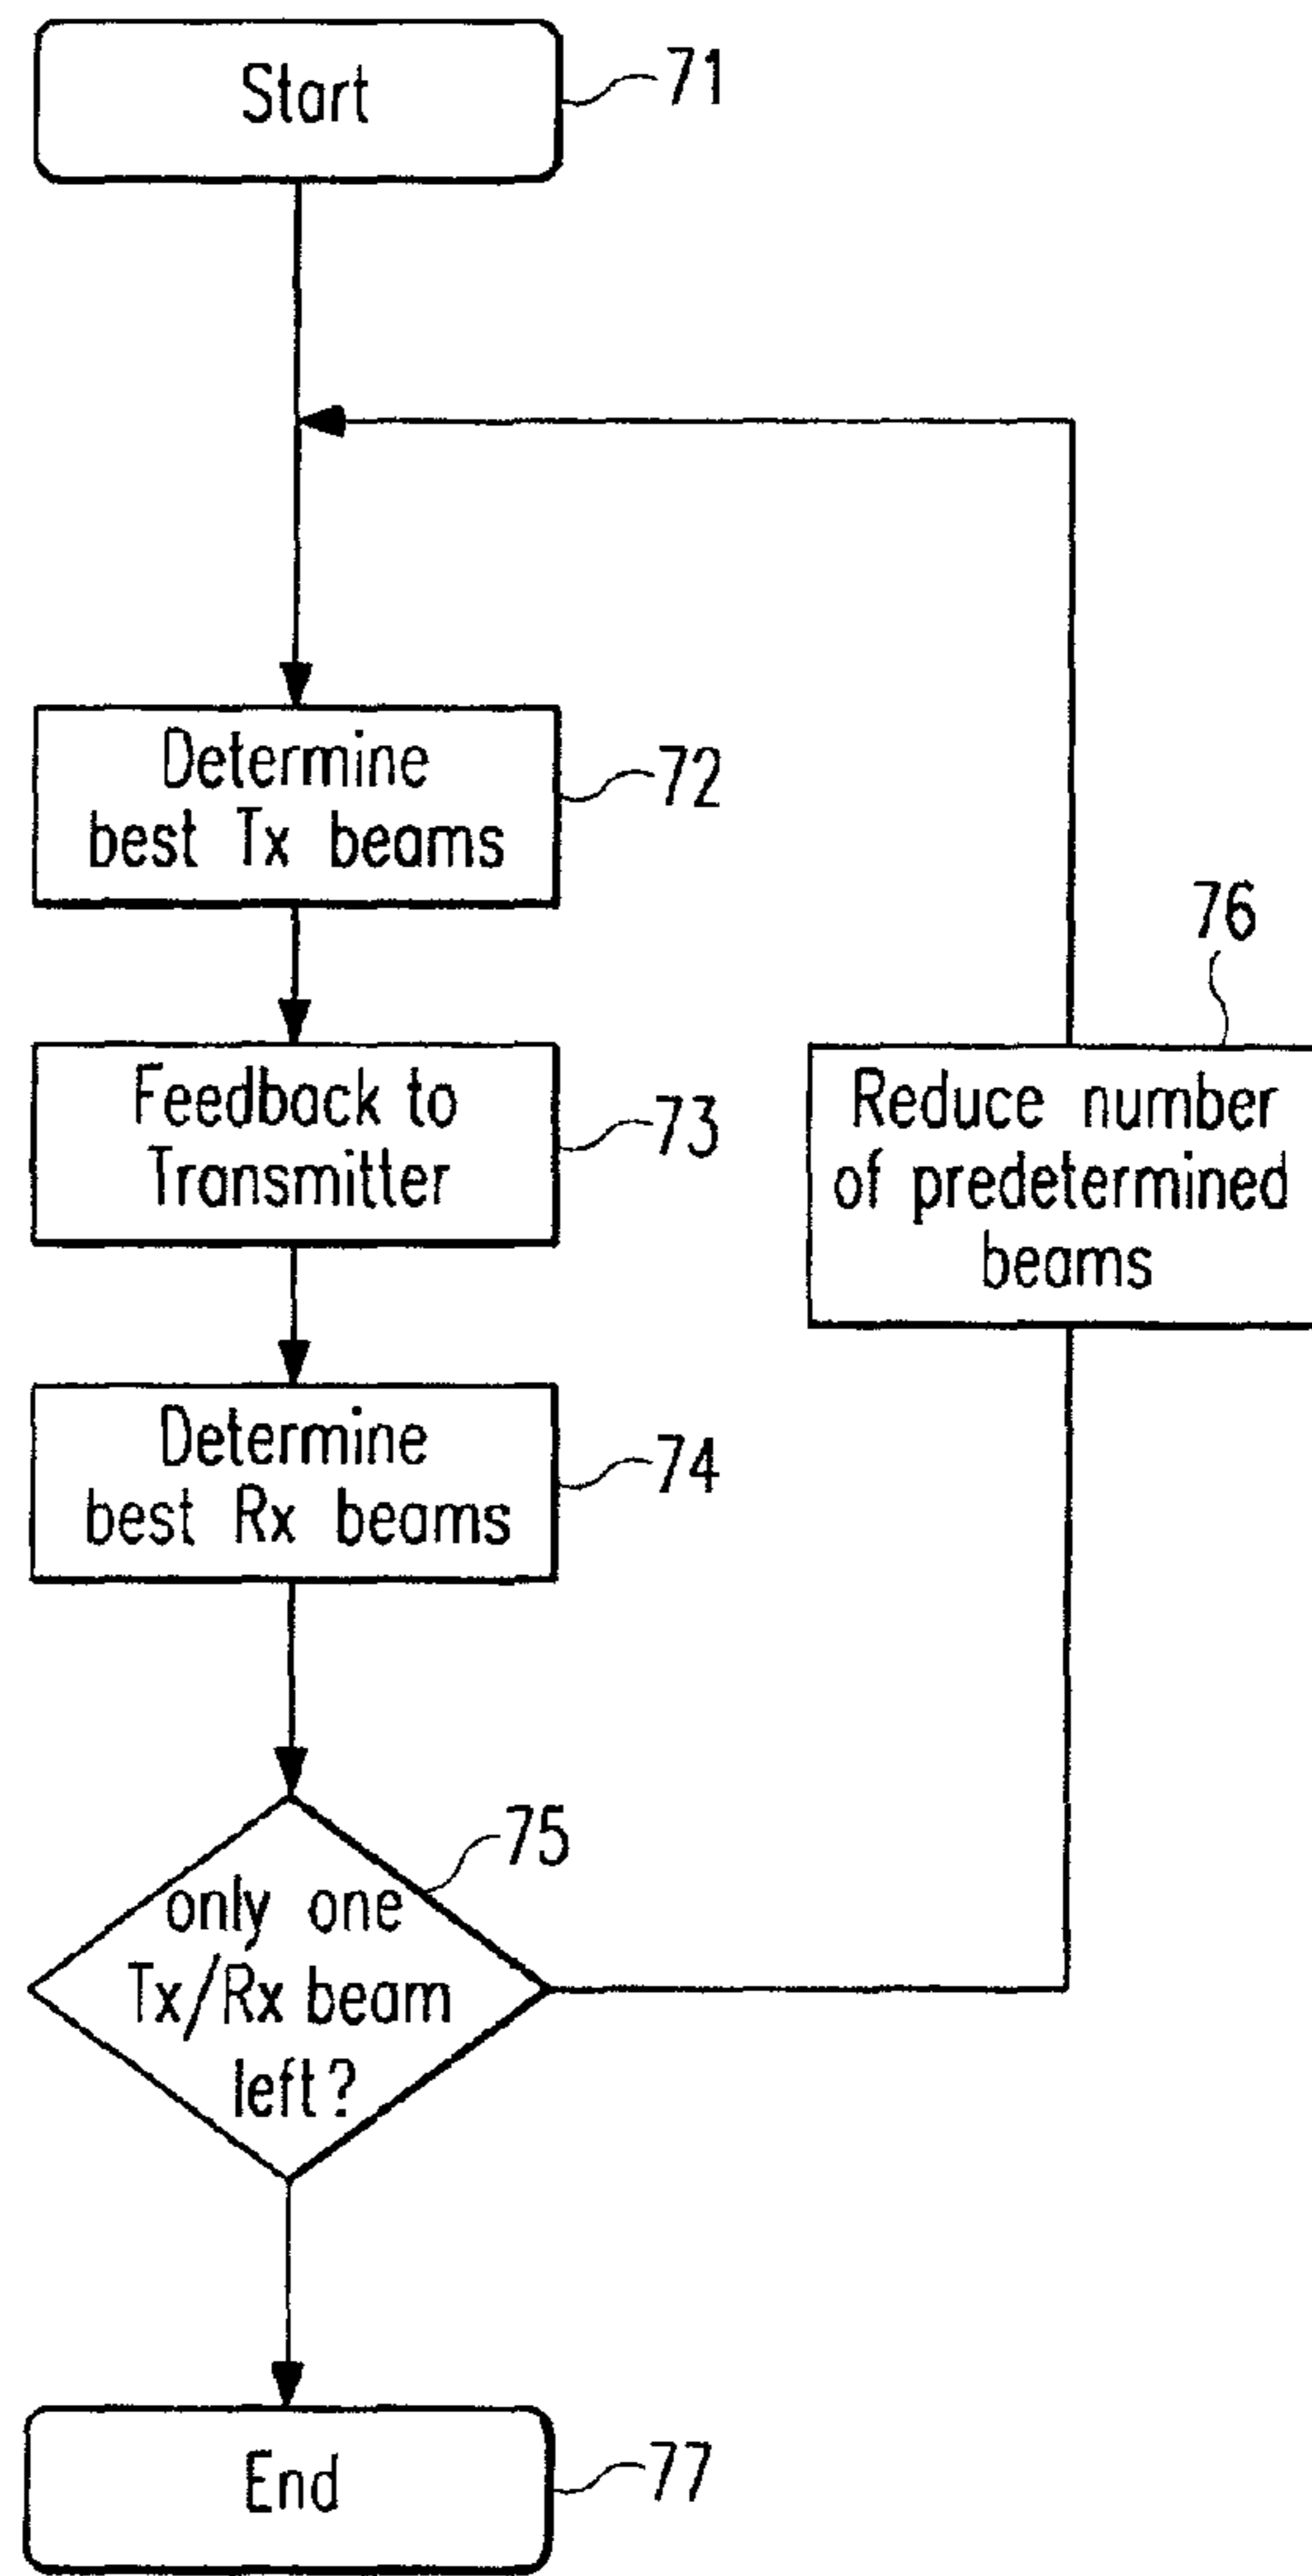 Start
71
Determine
best Tx beams
72
Feedback to
Transmitter
73
76
Reduce number
of predetermined
beams
Determine
best Rx beams
74
75
only one
Tx/Rx beam
left?
End
77